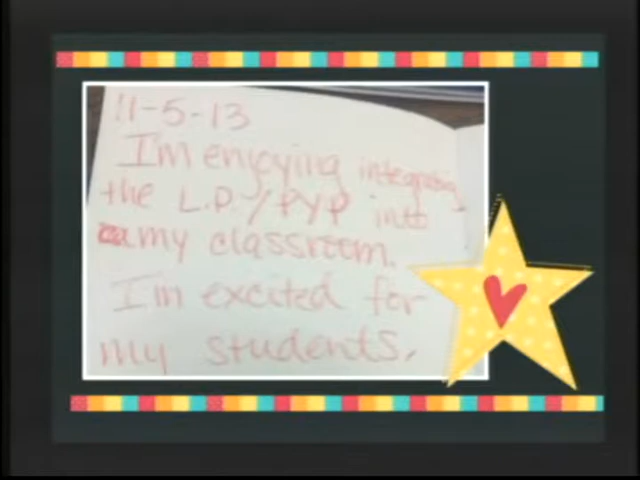 11-5-13
I'm enjoying integrating
the L.P./PYP into
my classroom.
I'm excited for
my students.